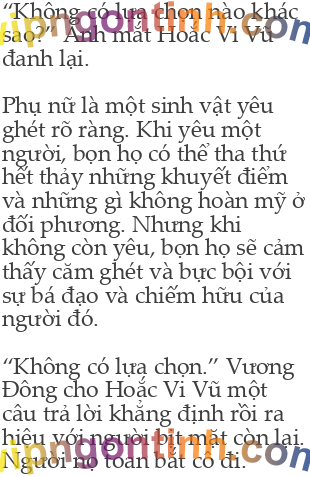 “Không có lựa chọn nào khác
sao?” Ánh mắt Hoắc Vi Vũ
đanh lại.
Phụ nữ là một sinh vật yêu
ghét rõ ràng. Khi yêu một
người, bọn họ có thể tha thứ
hết thảy những khuyết điểm
và những gì không hoàn mỹ ở
đối phương. Nhưng khi
không còn yêu, bọn họ sẽ cảm
thấy căm ghét và bực bội với
sự bá đạo và chiếm hữu của
người đó.
“Không có lựa chọn.” Vương
Đông cho Hoắc Vi Vũ một
câu trả lời khẳng định rồi ra
hiệu với người bịt mặt còn lại.
Người nọ toan bắt cô đi.
vipngontinh.com